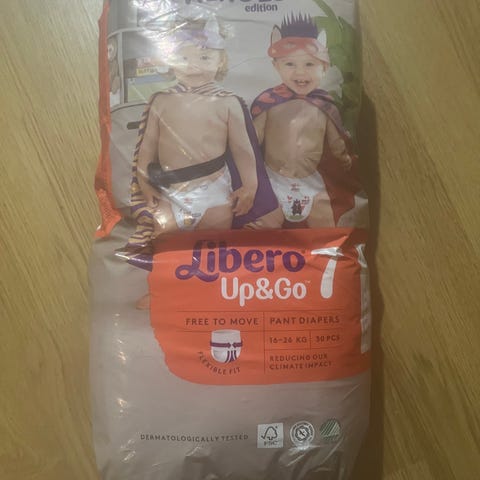 edition
Libero
Up&Go 7
FREE TO MOVE
PANT DIAPERS
16-26 KG
30 PCS
FLEXIBLE FIT
REDUCING OUR
CLIMATE IMPACT
DERMATOLOGICALLY TESTED
FSC